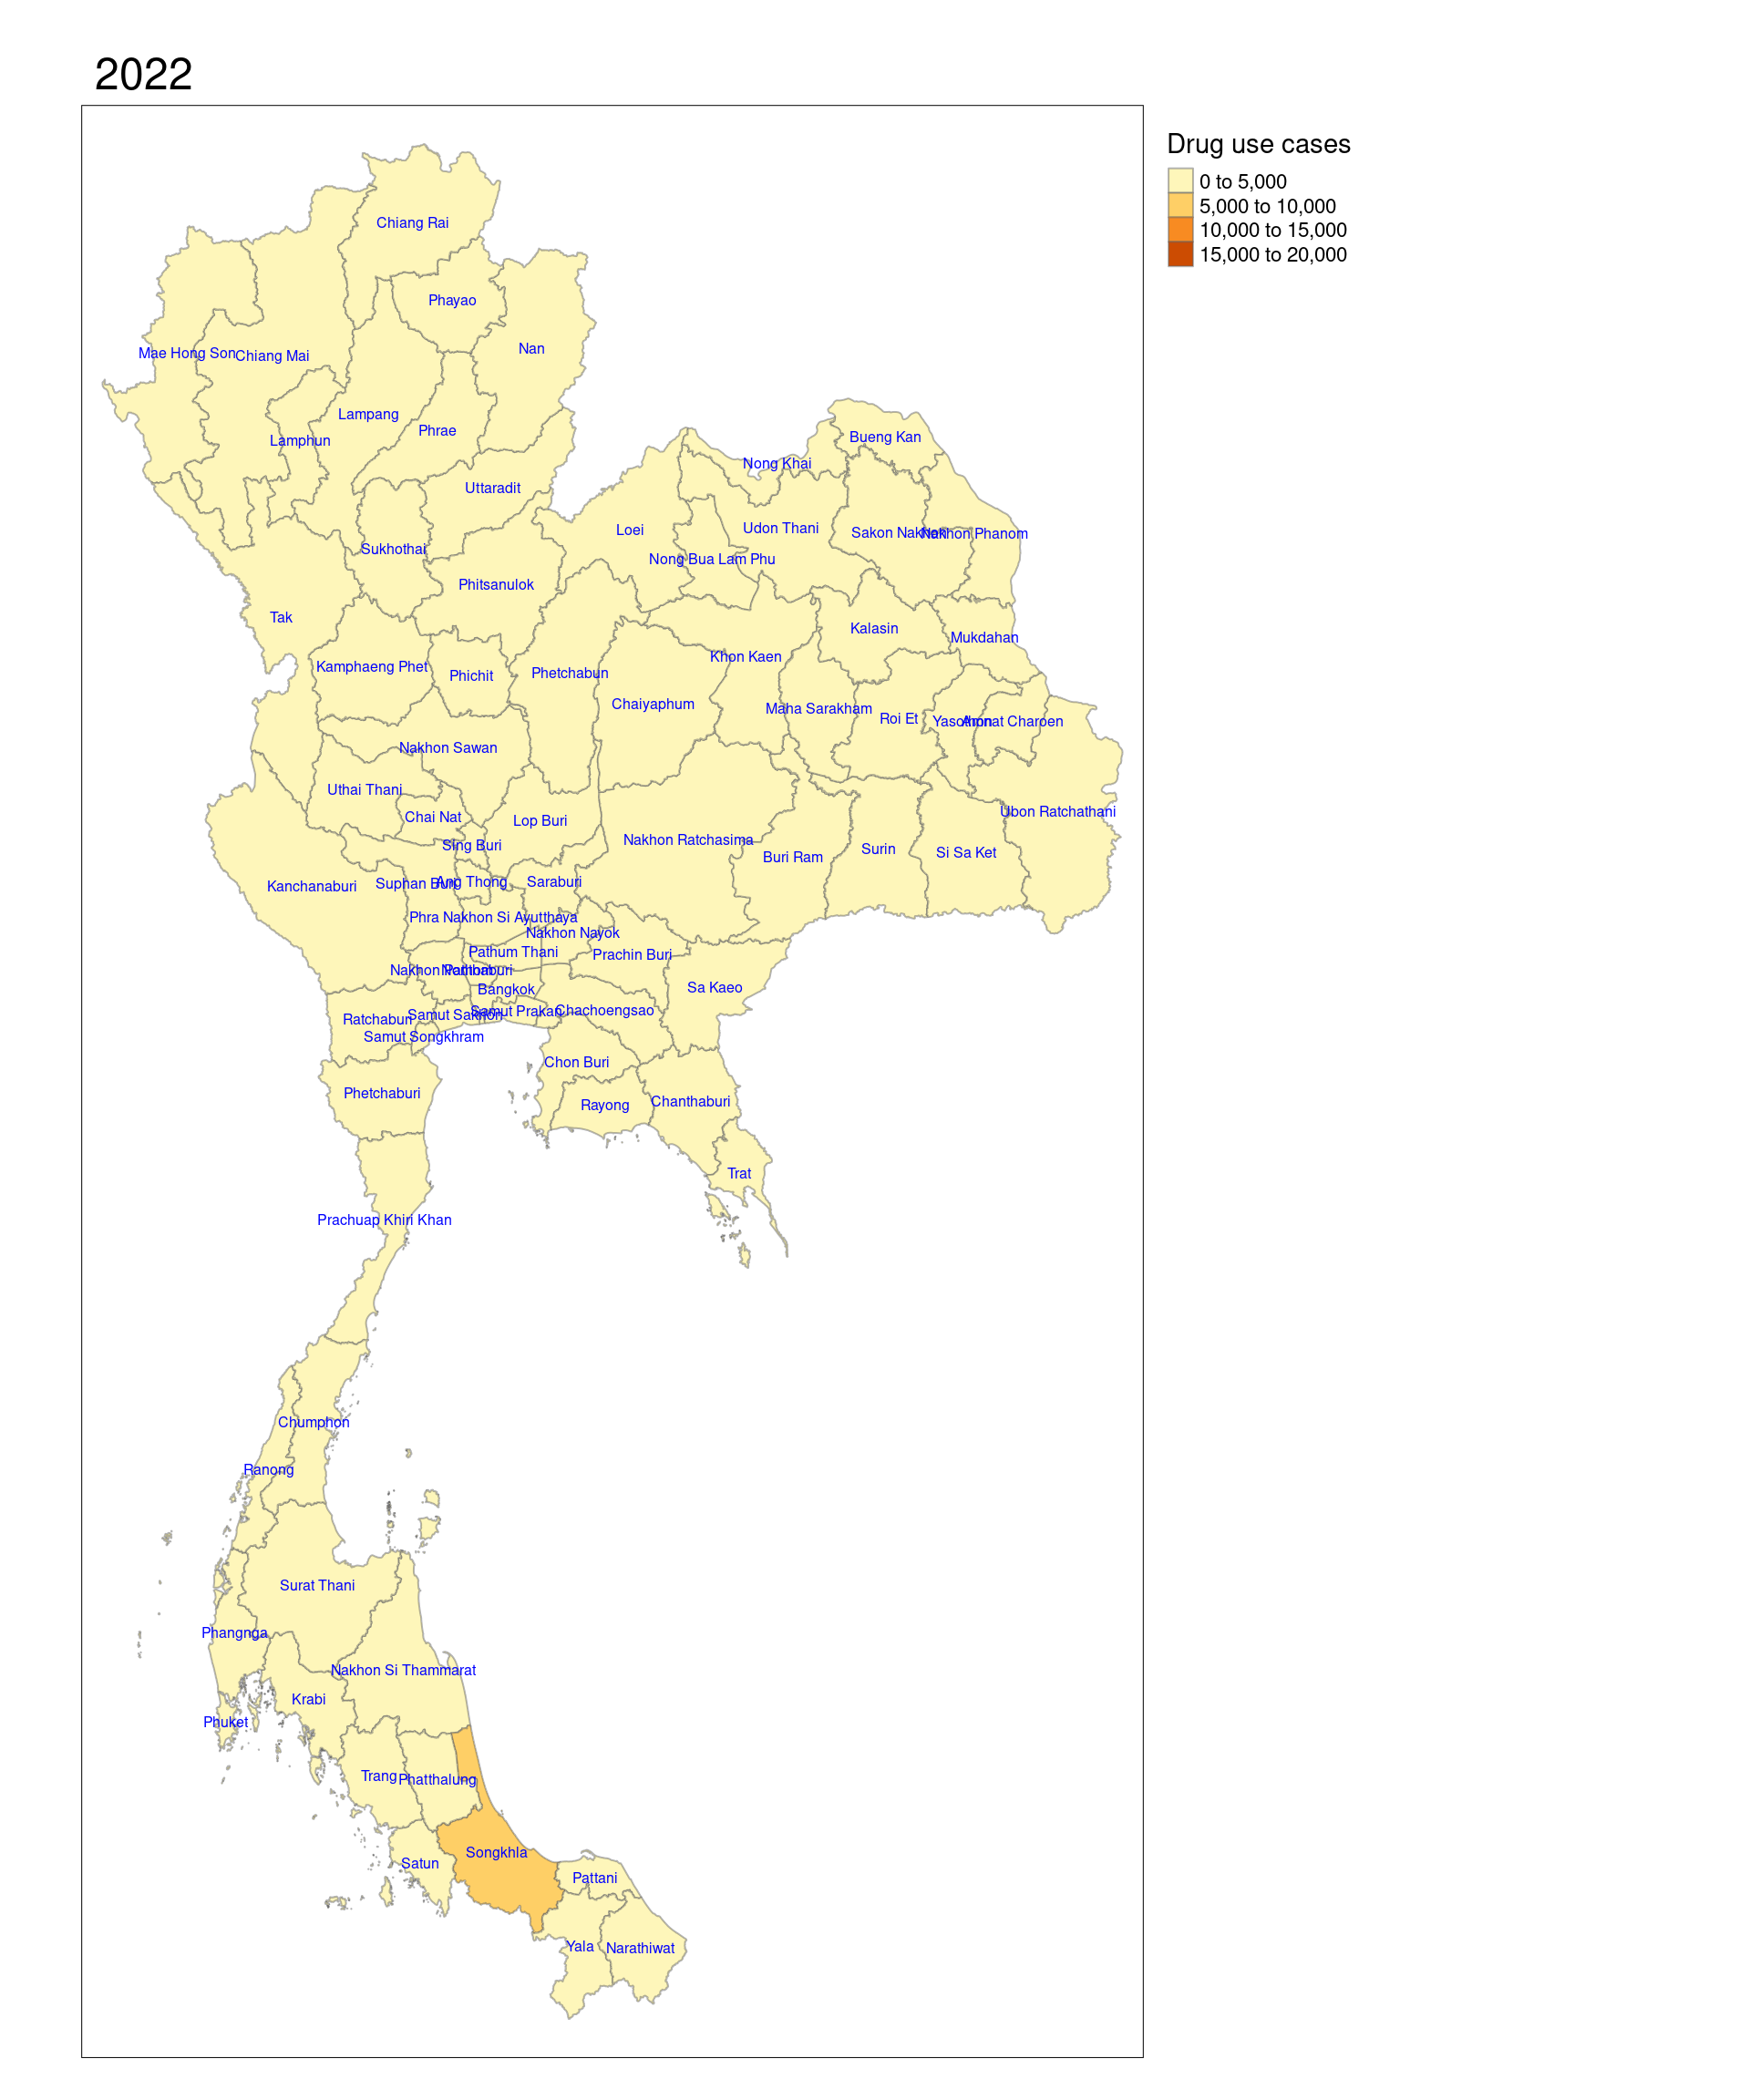 2022
Drug use cases
0 to 5,000
5,000 to 10,000
10,000 to 15,000
15,000 to 20,000
Chiang Rai
Phayao
Nan
Mae Hong Son
Chiang Mai
Lampang
Phrae
Lamphun
Bueng Kan
Nong Khai
Uttaradit
Loei
Udon Thani
Sakon Nakhon
Nakhon Phanom
Sukhothai
Nong Bua Lam Phu
Phitsanulok
Tak
Kalasin
Mukdahan
Khon Kaen
Kamphaeng Phet
Phichit
Phetchabun
Chaiyaphum
Maha Sarakham
Roi Et
Yasothon
Amnat Charoen
Nakhon Sawan
Uthai Thani
Chai Nat
Lop Buri
Ubon Ratchathani
Sing Buri
Nakhon Ratchasima
Buri Ram
Surin
Si Sa Ket
Kanchanaburi
Suphan Buri
Ang Thong
Saraburi
Phra Nakhon Si Ayutthaya
Nakhon Nayok
Pathum Thani
Prachin Buri
Nakhon Pathom
Nonthaburi
Bangkok
Sa Kaeo
Samut Prakan
Chachoengsao
Samut Sakhon
Ratchaburi
Samut Songkhram
Chon Buri
Phetchaburi
Rayong
Chanthaburi
Trat
Prachuap Khiri Khan
Chumphon
Ranong
Surat Thani
Phangnga
Nakhon Si Thammarat
Krabi
Phuket
Trang
Phatthalung
Songkhla
Satun
Pattani
Yala
Narathiwat